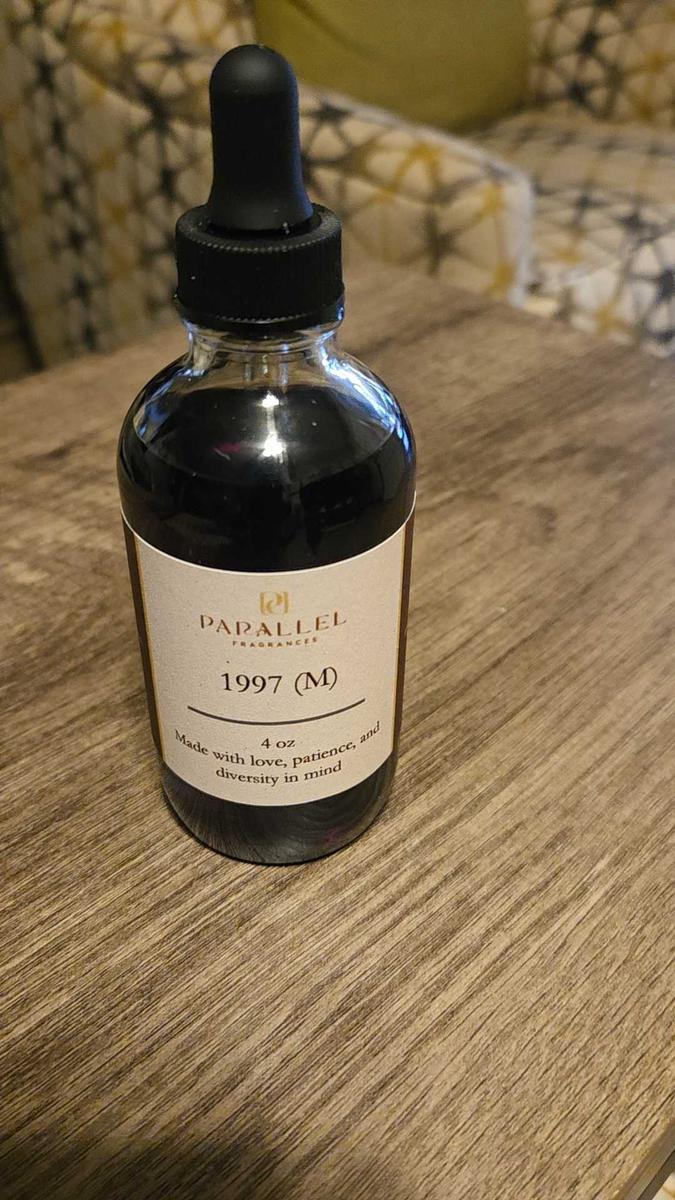 PARALLEL
FRAGRANCES
1997 (M)
4 oz
Made with love, patience, and
diversity in mind